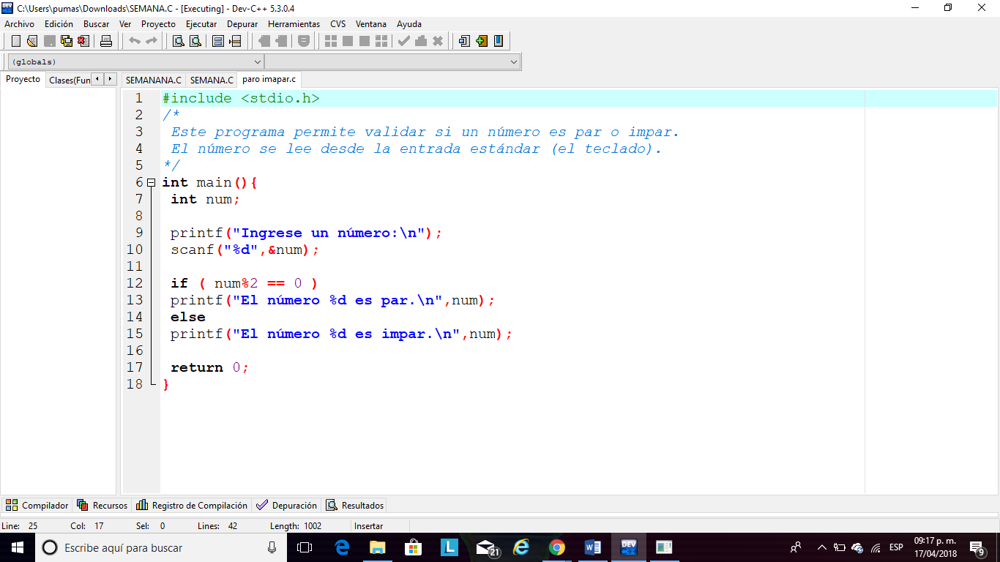 C:\Users\pumas\Downloads\SEMANA.C - [Executing] - Dev-C++ 5.3.0.4
Archivo Edición Buscar Ver Proyecto Ejecutar Depurar Herramientas CVS Ventana Ayuda
(globals)
Proyecto Clases(Fun SEMANANA.C SEMANA.C paro imapar.c
1 #include <stdio.h>
2 /*
3 Este programa permite validar si un número es par o impar.
4 El número se lee desde la entrada estándar (el teclado).
5 */
6 int main(){
7 int num;
8
9 printf("Ingrese un número:\n");
10 scanf("%d",&num);
11
12 if ( num%2 == 0 )
13 printf("El número %d es par.\n",num);
14 else
15 printf("El número %d es impar.\n",num);
16
17 return 0;
18 }
Compilador Recursos Registro de Compilación Depuración Resultados
Line: 25 Col: 17 Sel: 0 Lines: 42 Length: 1002 Insertar
Escribe aquí para buscar L 21 DEV ESP 09:17 p. m.
17/04/2018 9